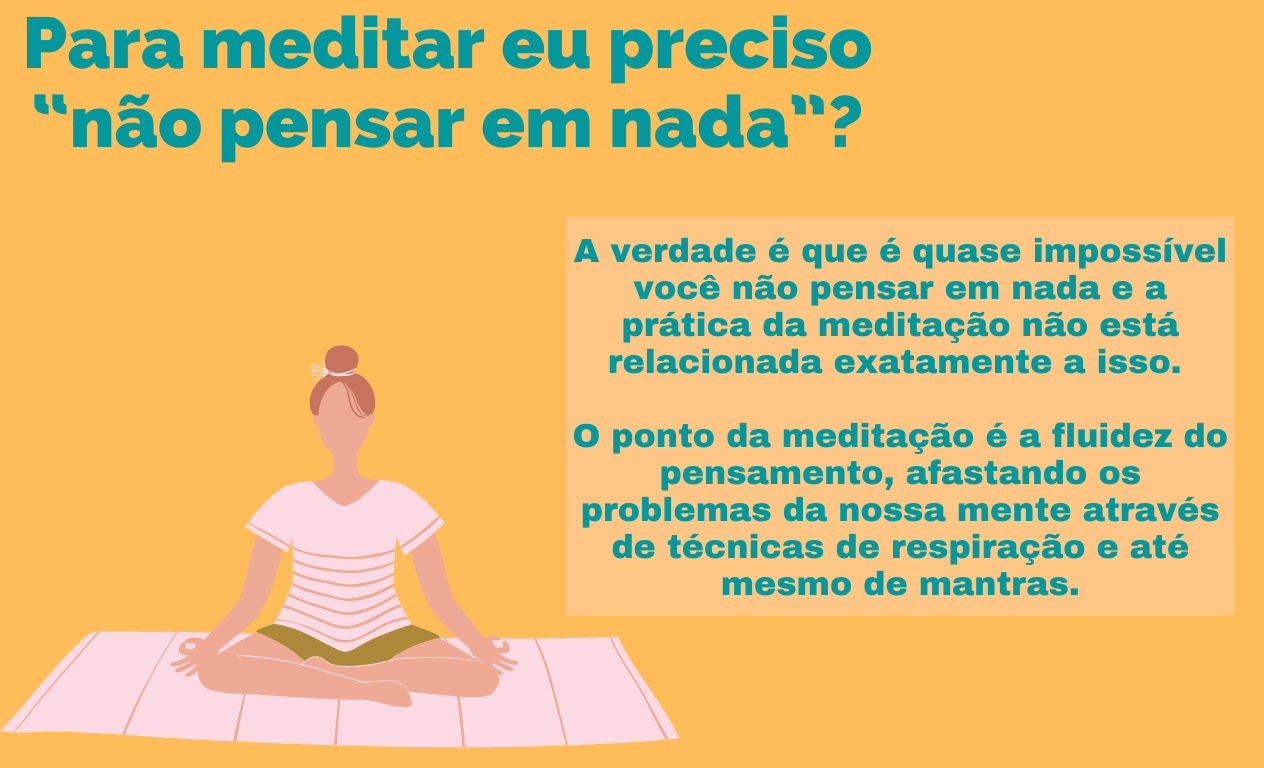 Para meditar eu preciso
“não pensar em nada”?
A verdade é que é quase impossível
você não pensar em nada e a
prática da meditação não está
relacionada exatamente a isso.
O ponto da meditação é a fluidez do
pensamento, afastando os
problemas da nossa mente através
de técnicas de respiração e até
mesmo de mantras.